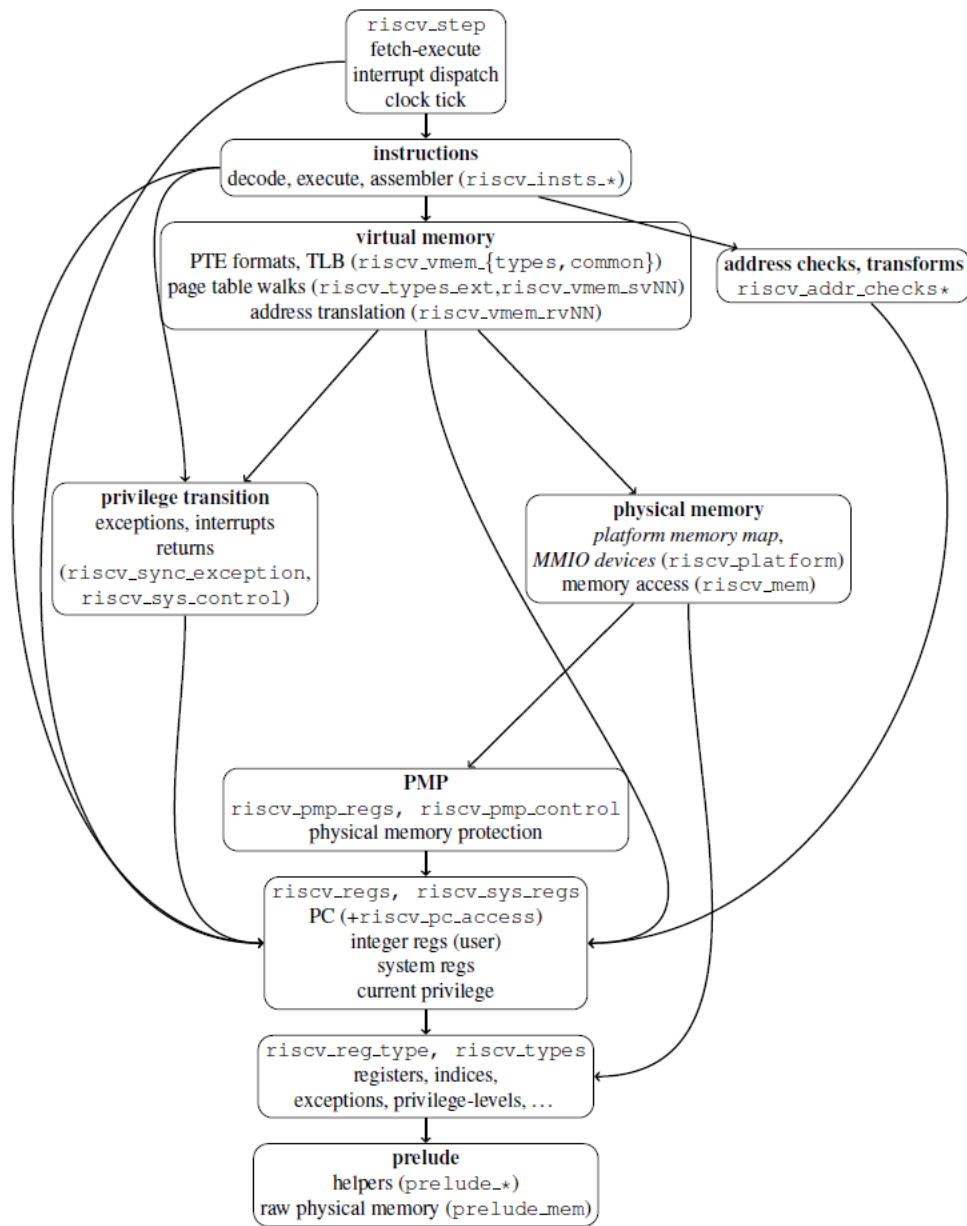 riscv_step
fetch-execute
interrupt dispatch
clock tick
instructions
decode, execute, assembler (riscv_insts_*)
virtual memory
PTE formats, TLB (riscv_vmem_{types,common})
page table walks (riscv_types_ext,riscv_vmem_svNN)
address translation (riscv_vmem_rvNN)
address checks, transforms
riscv_addr_checks*
privilege transition
exceptions, interrupts
returns
(riscv_sync_exception,
riscv_sys_control)
physical memory
platform memory map,
MMIO devices (riscv_platform)
memory access (riscv_mem)
PMP
riscv_pmp_regs, riscv_pmp_control
physical memory protection
riscv_regs, riscv_sys_regs
PC (+riscv_pc_access)
integer regs (user)
system regs
current privilege
riscv_reg_type, riscv_types
registers, indices,
exceptions, privilege-levels, …
prelude
helpers (prelude_*)
raw physical memory (prelude_mem)